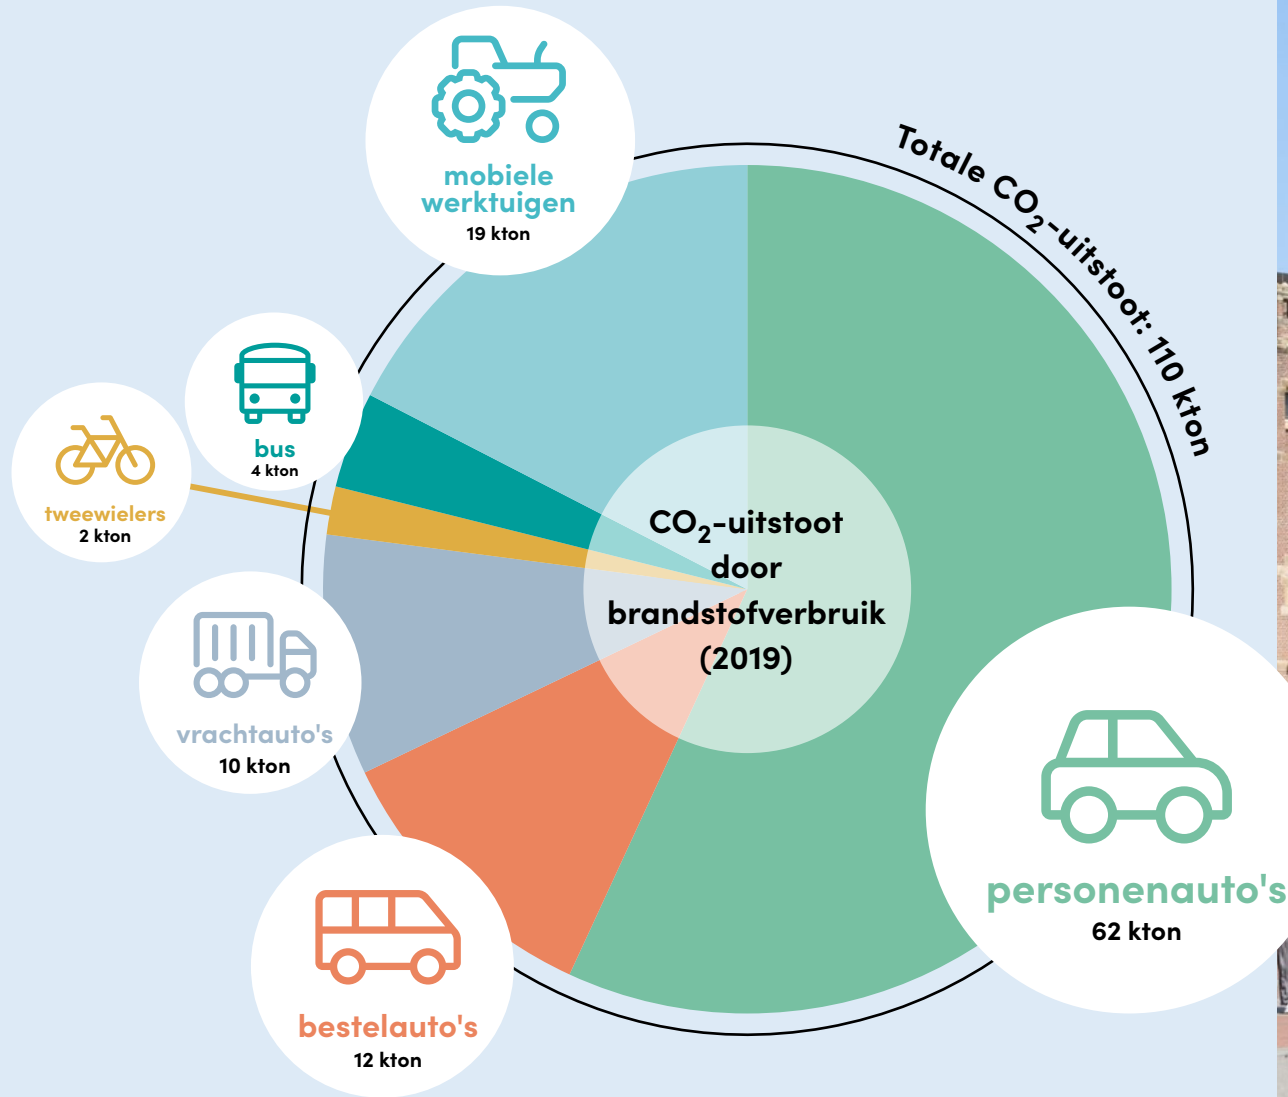 mobiele
werktuigen
19 kton
Totale CO₂-uitstoot: 110 kton
bus
4 kton
tweewielers
2 kton
CO₂-uitstoot
door
brandstofverbruik
(2019)
vrachtauto's
10 kton
personenauto's
62 kton
bestelauto's
12 kton